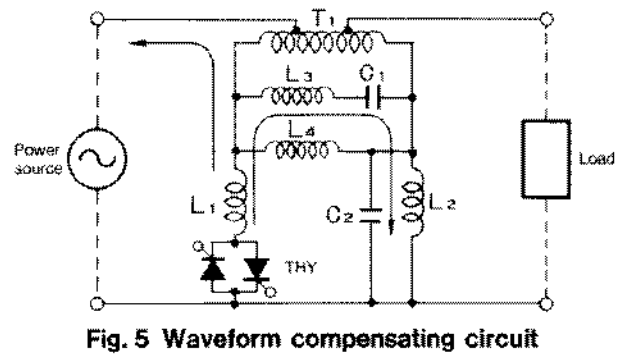 T1
L3
C1
L4
Power
source
Load
L1
C2
L2
THY
Fig. 5 Waveform compensating circuit